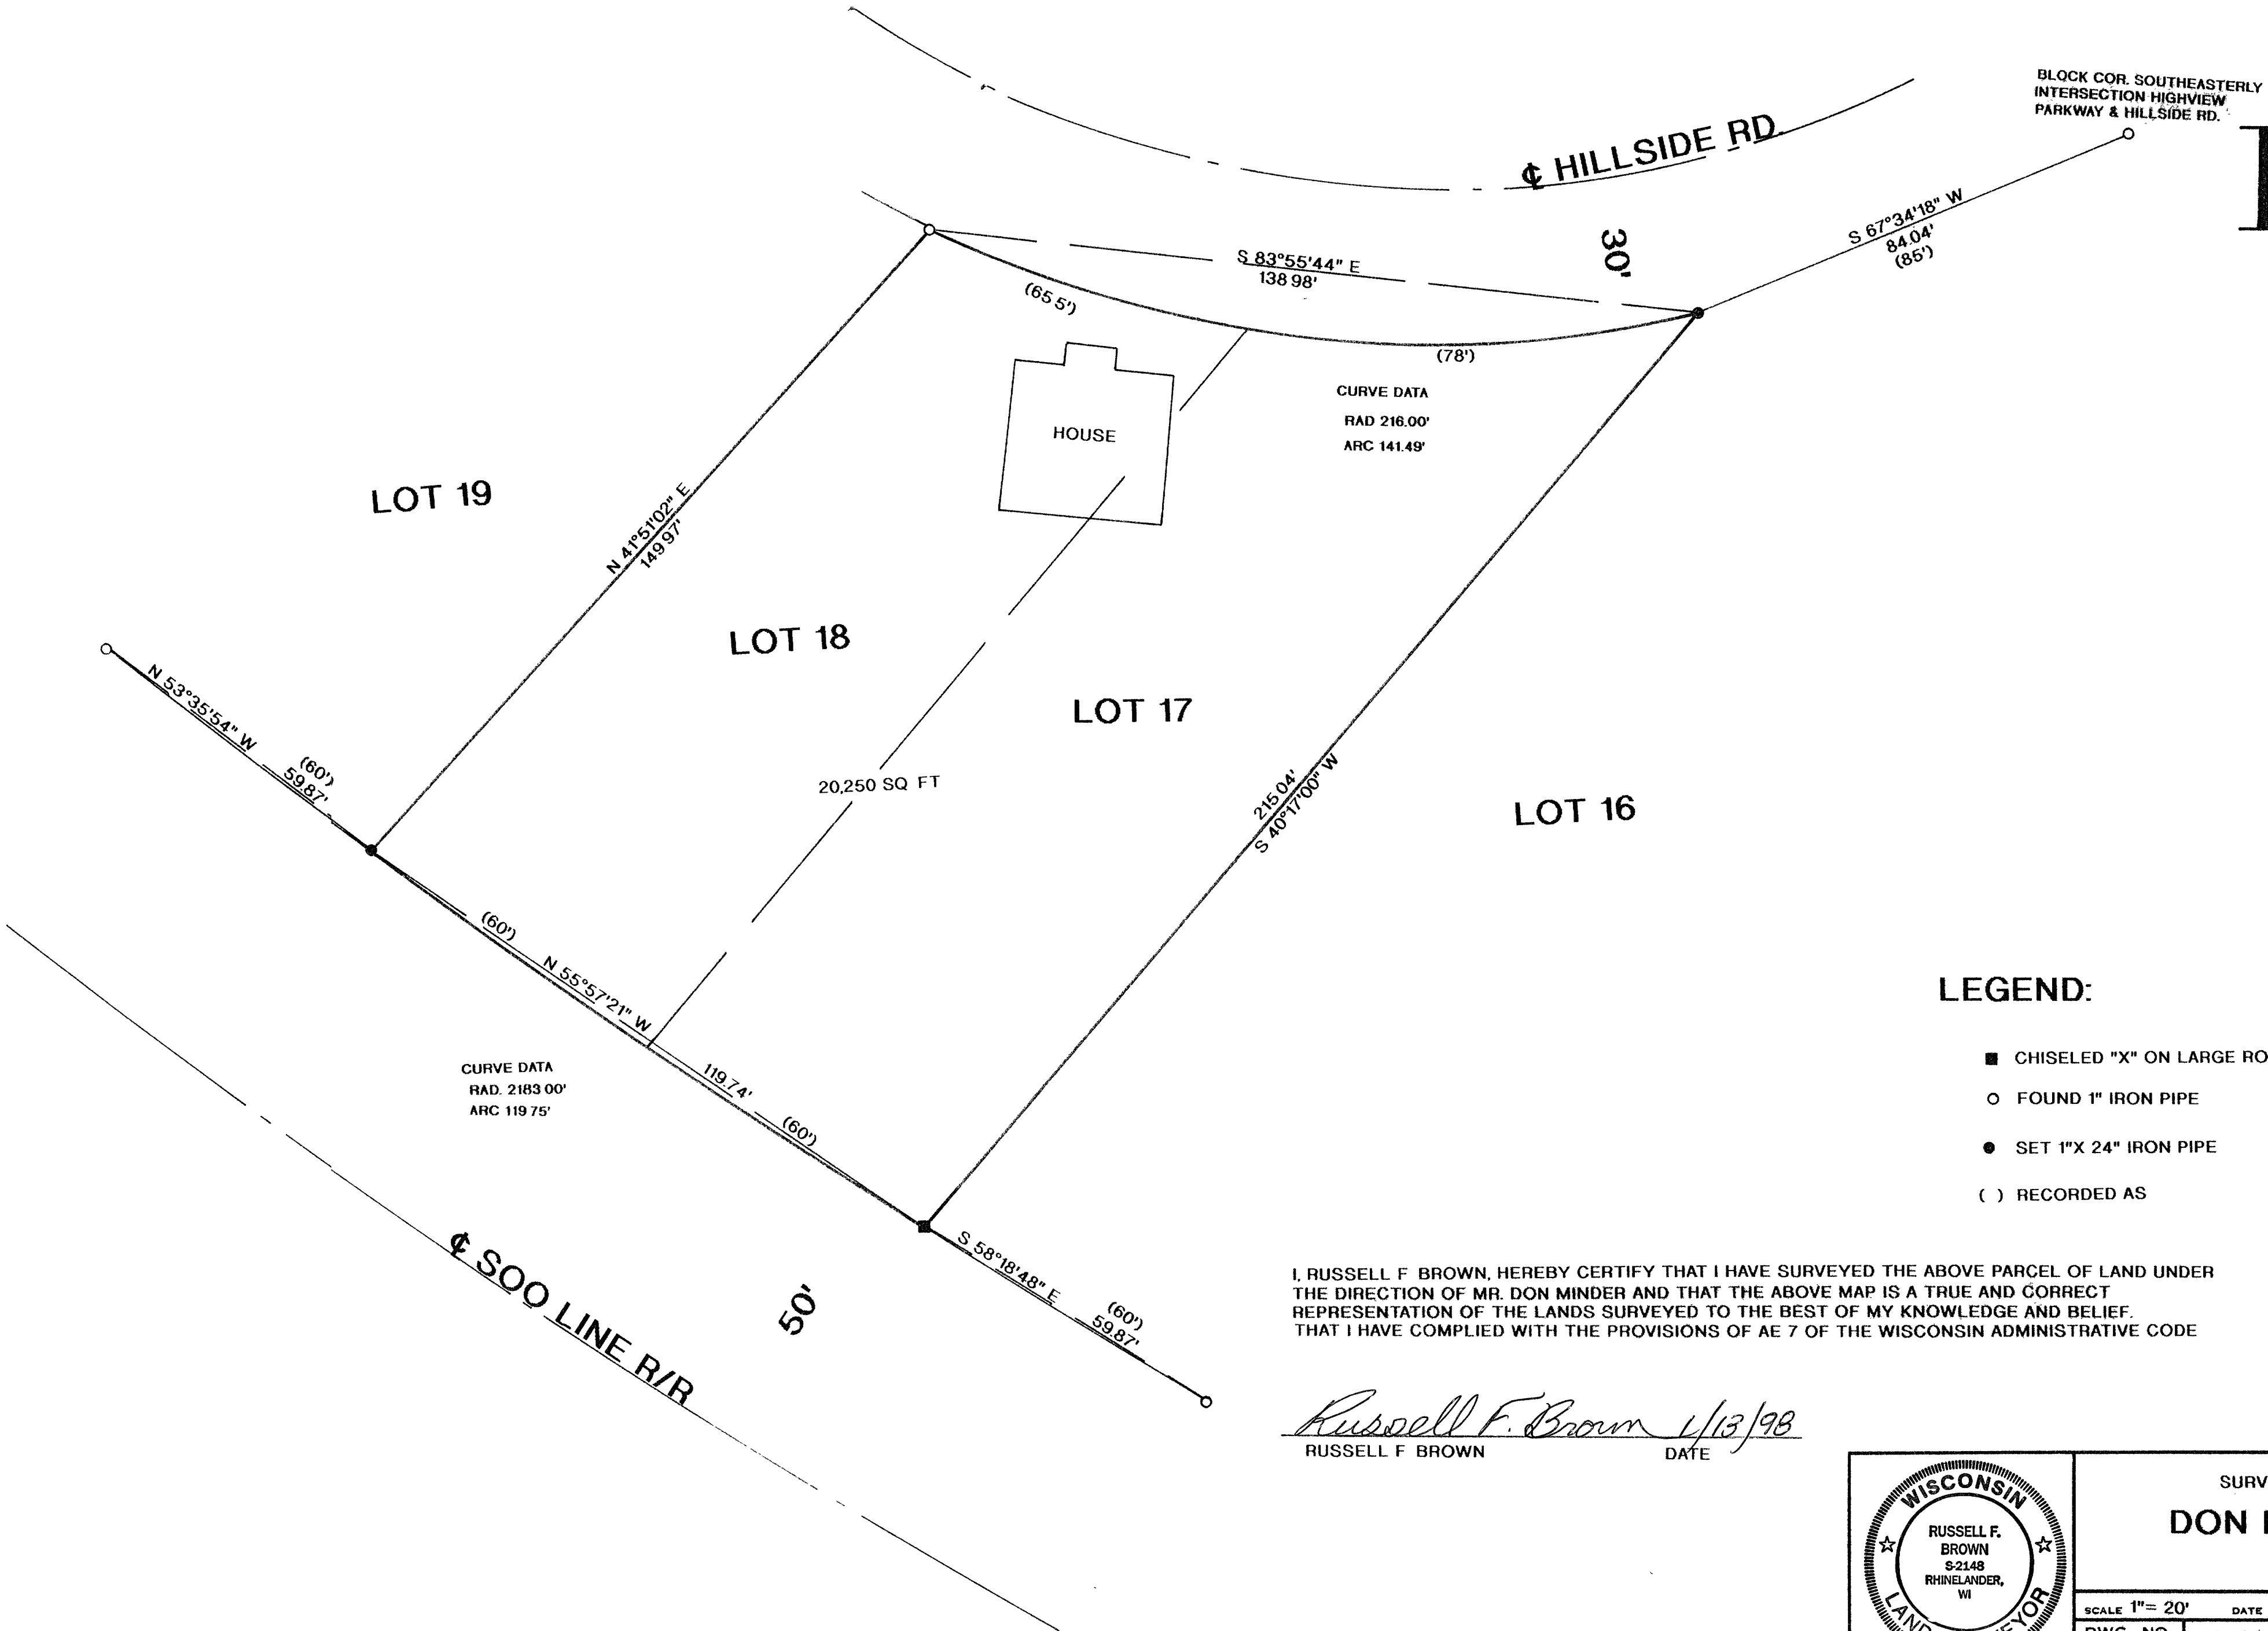 BLOCK COR. SOUTHEASTERLY
INTERSECTION HIGHVIEW
PARKWAY & HILLSIDE RD.
℄ HILLSIDE RD.
30'
S 67°34'18" W
84.04'
(85')
S 83°55'44" E
138 98'
(65 5')
(78')
CURVE DATA
RAD 216.00'
ARC 141.49'
HOUSE
LOT 19
N 41°51'02" E
149 97'
LOT 18
LOT 17
20,250 SQ FT
215 04'
S 40°17'00" W
LOT 16
N 53°35'54" W
(60')
59.87'
(60')
N 55°57'21" W
119.74'
(60')
CURVE DATA
RAD. 2183 00'
ARC 119 75'
S 58°18'48" E
(60')
59.87'
℄ SOO LINE R/R
50'
LEGEND:
CHISELED "X" ON LARGE RO
FOUND 1" IRON PIPE
SET 1"X 24" IRON PIPE
( ) RECORDED AS
I, RUSSELL F BROWN, HEREBY CERTIFY THAT I HAVE SURVEYED THE ABOVE PARCEL OF LAND UNDER
THE DIRECTION OF MR. DON MINDER AND THAT THE ABOVE MAP IS A TRUE AND CORRECT
REPRESENTATION OF THE LANDS SURVEYED TO THE BEST OF MY KNOWLEDGE AND BELIEF.
THAT I HAVE COMPLIED WITH THE PROVISIONS OF AE 7 OF THE WISCONSIN ADMINISTRATIVE CODE
Russell F. Brown 1/13/98
RUSSELL F BROWN DATE
WISCONSIN
RUSSELL F.
BROWN
S-2148
RHINELANDER,
WI
LAND
SURV
DON
SCALE 1"= 20' DATE
DWG. NO.